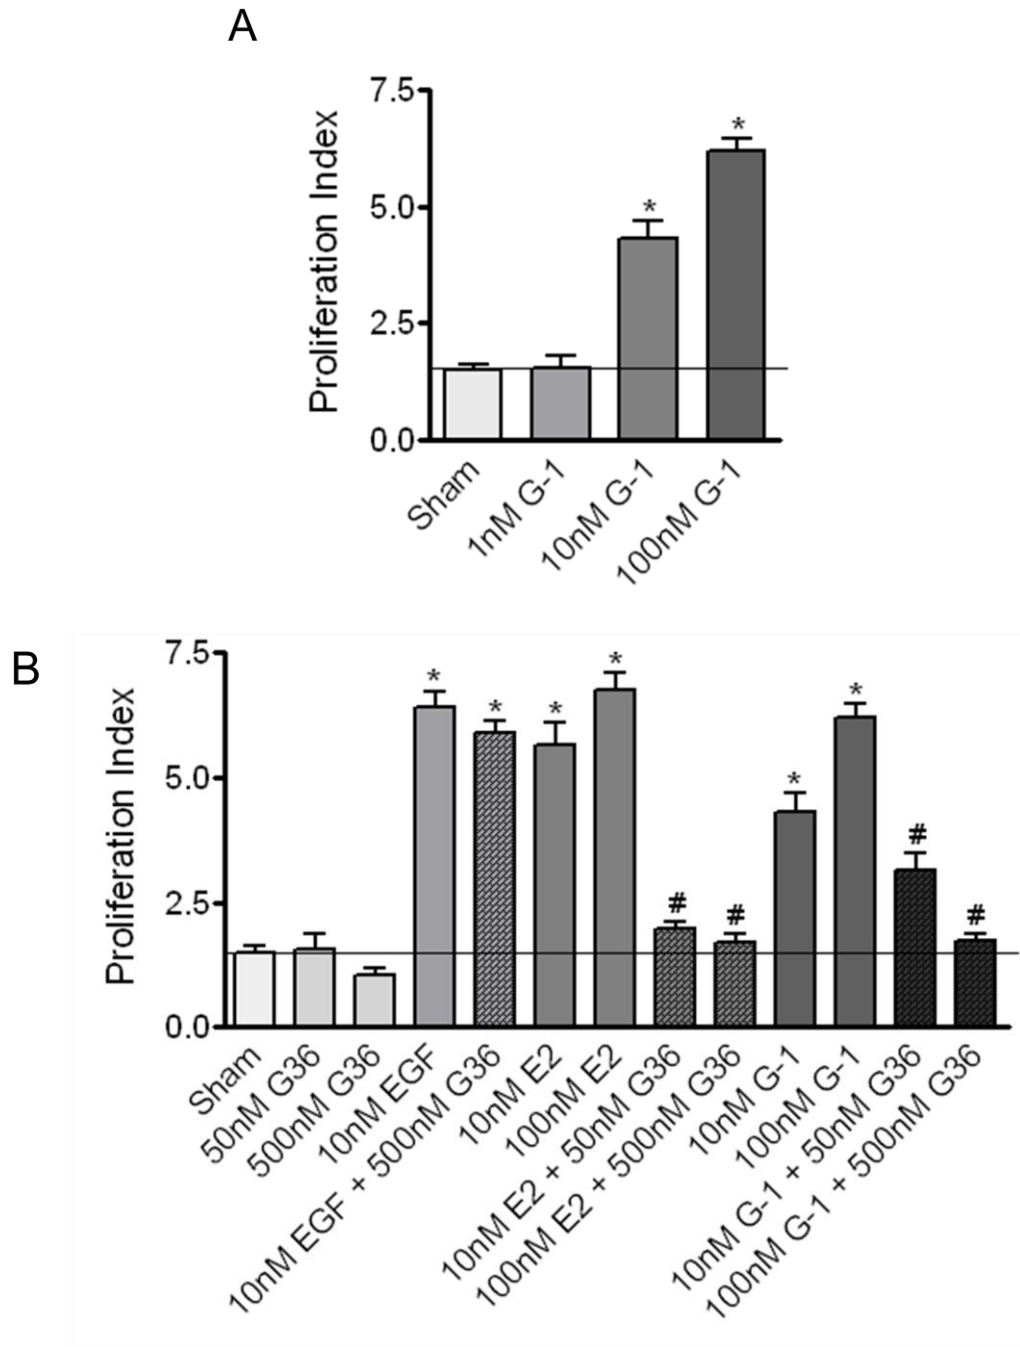 A
Proliferation Index
7.5
5.0
2.5
0.0
*
*
Sham
1nM G-1
10nM G-1
100nM G-1
B
Proliferation Index
7.5
5.0
2.5
0.0
*
*
*
*
#
#
*
*
#
#
Sham
50nM G36
500nM G36
10nM EGF
10nM EGF + 500nM G36
10nM E2
100nM E2
10nM E2 + 50nM G36
100nM E2 + 500nM G36
10nM G-1
100nM G-1
10nM G-1 + 50nM G36
100nM G-1 + 500nM G36